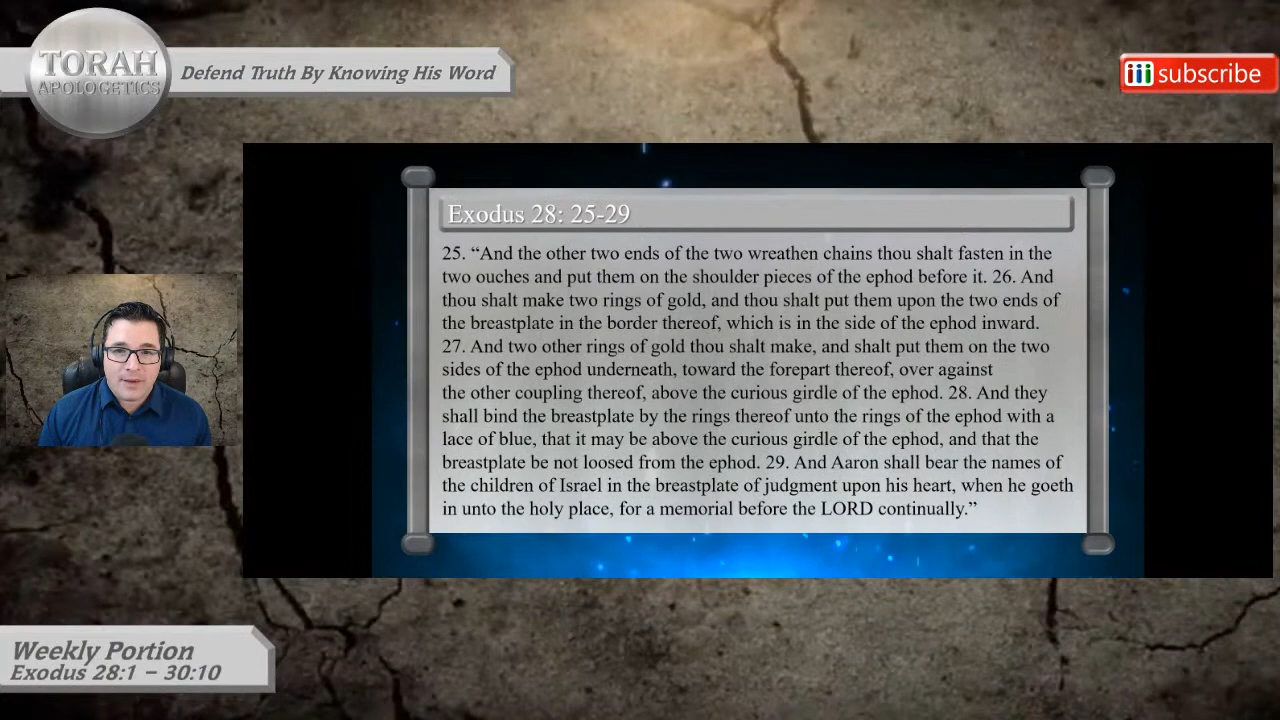 TORAH
APOLOGETICS
Defend Truth By Knowing His Word
subscribe
Exodus 28: 25-29
25. “And the other two ends of the two wreathen chains thou shalt fasten in the
two ouches and put them on the shoulder pieces of the ephod before it. 26. And
thou shalt make two rings of gold, and thou shalt put them upon the two ends of
the breastplate in the border thereof, which is in the side of the ephod inward.
27. And two other rings of gold thou shalt make, and shalt put them on the two
sides of the ephod underneath, toward the forepart thereof, over against
the other coupling thereof, above the curious girdle of the ephod. 28. And they
shall bind the breastplate by the rings thereof unto the rings of the ephod with a
lace of blue, that it may be above the curious girdle of the ephod, and that the
breastplate be not loosed from the ephod. 29. And Aaron shall bear the names of
the children of Israel in the breastplate of judgment upon his heart, when he goeth
in unto the holy place, for a memorial before the LORD continually.”
Weekly Portion
Exodus 28:1 – 30:10